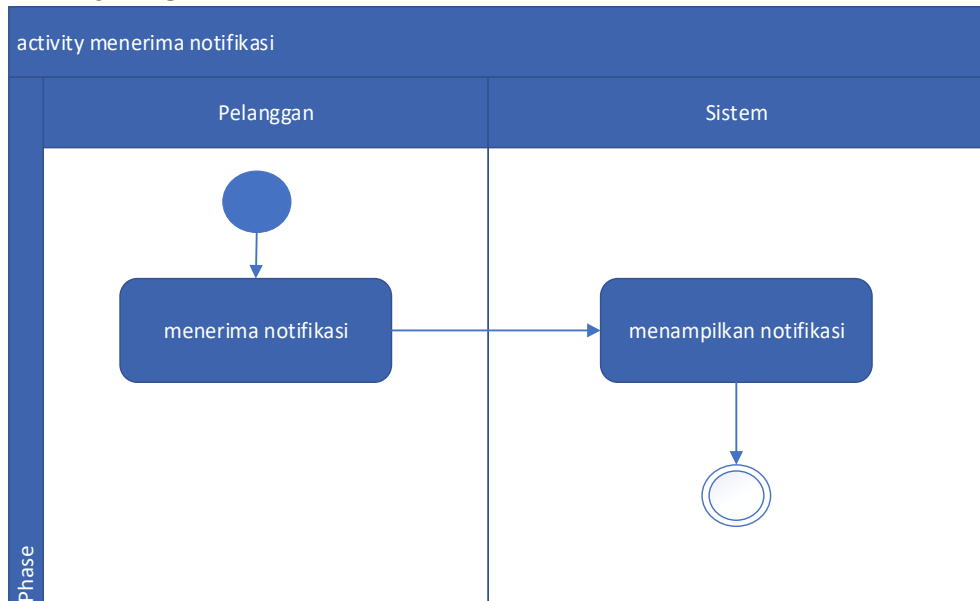 activity menerima notifikasi
Pelanggan
Sistem
menerima notifikasi
menampilkan notifikasi
Phase